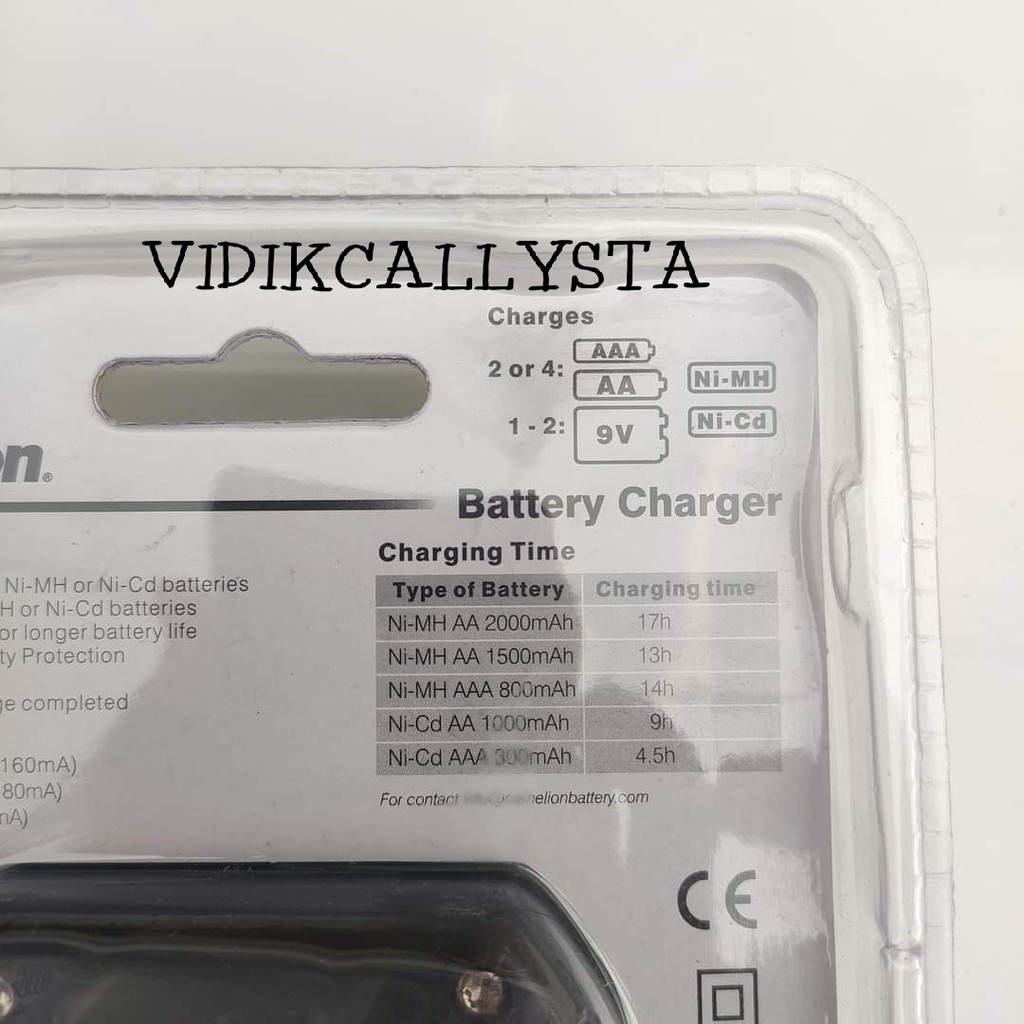 VIDIKCALLYSTA
Charges
2 or 4:
AAA
AA
Ni-MH
1 - 2:
9V
Ni-Cd
on®
Battery Charger
Ni-MH or Ni-Cd batteries
H or Ni-Cd batteries
or longer battery life
ty Protection
ge completed
160mA)
80mA)
mA)
Charging Time
Type of Battery Charging time
Ni-MH AA 2000mAh 17h
Ni-MH AA 1500mAh 13h
Ni-MH AAA 800mAh 14h
Ni-Cd AA 1000mAh 9h
Ni-Cd AAA 300mAh 4.5h
For contact
CE